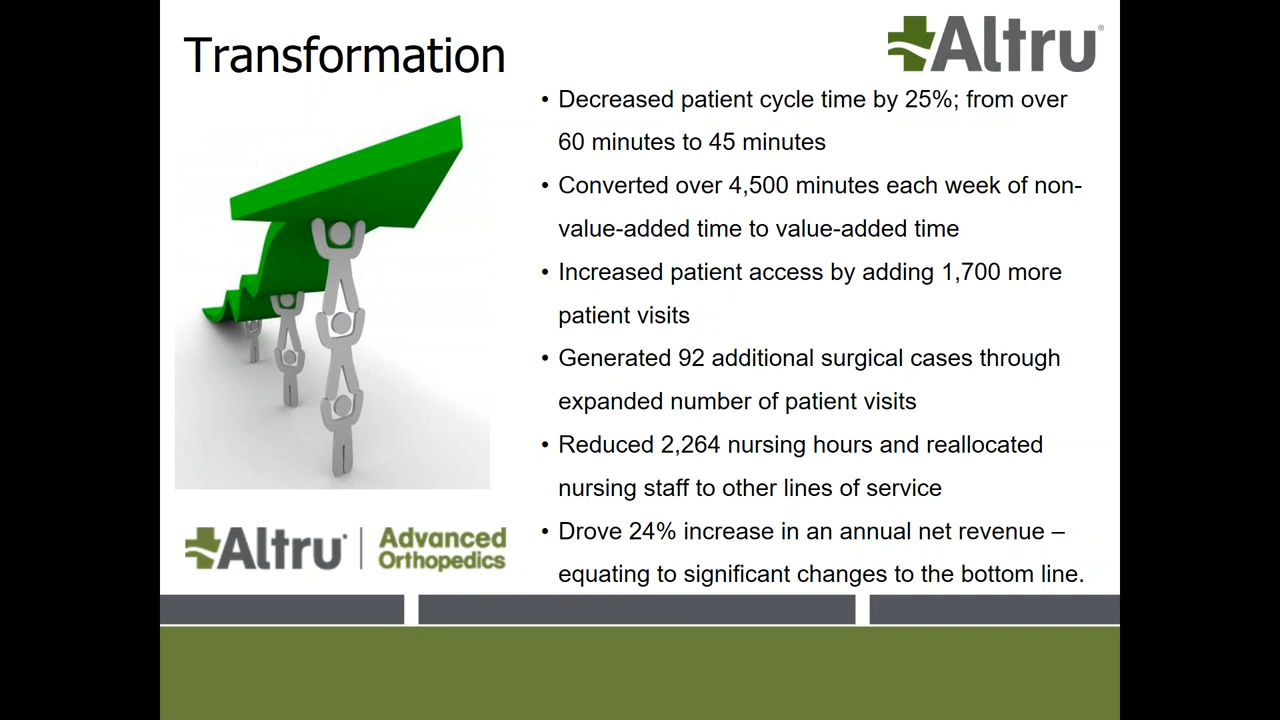 Transformation
Altru®
• Decreased patient cycle time by 25%; from over
60 minutes to 45 minutes
• Converted over 4,500 minutes each week of non-
value-added time to value-added time
• Increased patient access by adding 1,700 more
patient visits
• Generated 92 additional surgical cases through
expanded number of patient visits
• Reduced 2,264 nursing hours and reallocated
nursing staff to other lines of service
• Drove 24% increase in an annual net revenue –
equating to significant changes to the bottom line.
Altru® | Advanced
Orthopedics